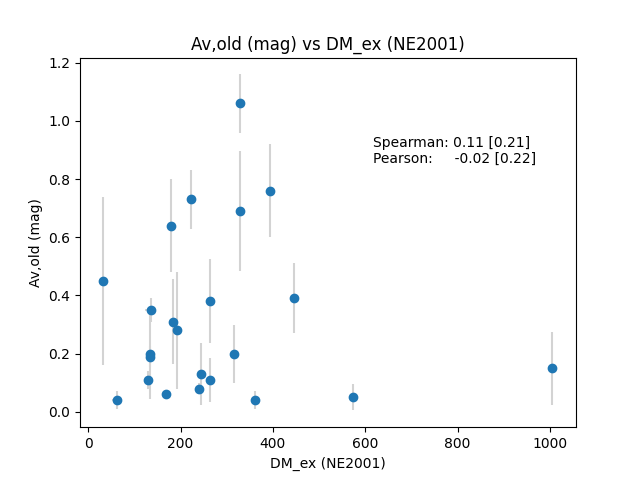 Av,old (mag) vs DM_ex (NE2001)
1.2
1.0
0.8
0.6
0.4
0.2
0.0
Av,old (mag)
Spearman: 0.11 [0.21]
Pearson: -0.02 [0.22]
0 200 400 600 800 1000
DM_ex (NE2001)